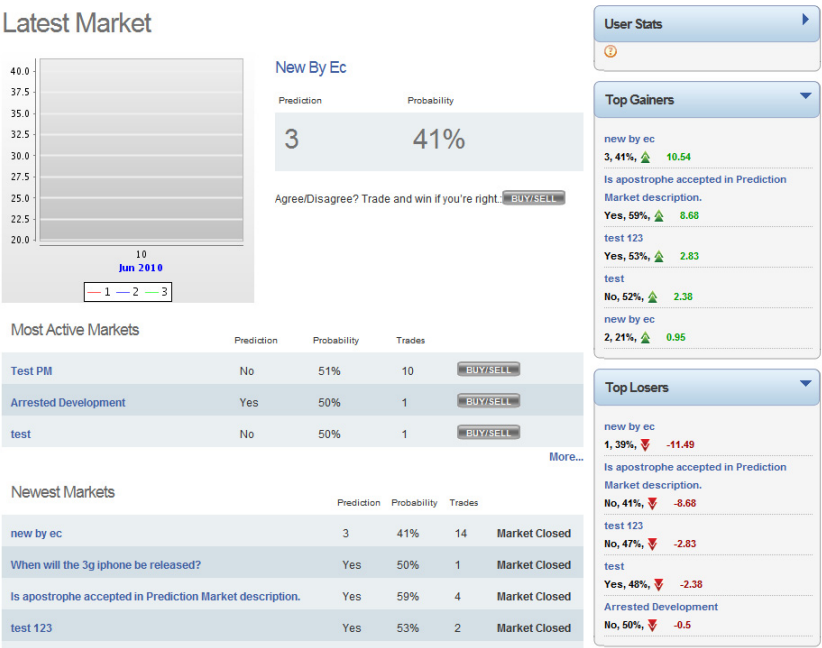 Latest Market
40.0
37.5
35.0
32.5
30.0
27.5
25.0
22.5
20.0
10
Jun 2010
1 2 3
New By Ec
Prediction Probability
3 41%
Agree/Disagree? Trade and win if you're right.: BUY/SELL
Most Active Markets
Prediction Probability Trades
Test PM No 51% 10 BUY/SELL
Arrested Development Yes 50% 1 BUY/SELL
test No 50% 1 BUY/SELL
More...
Newest Markets
Prediction Probability Trades
new by ec 3 41% 14 Market Closed
When will the 3g iphone be released? Yes 50% 1 Market Closed
Is apostrophe accepted in Prediction Market description. Yes 59% 4 Market Closed
test 123 Yes 53% 2 Market Closed
User Stats
?
Top Gainers
new by ec
3, 41%, 10.54
Is apostrophe accepted in Prediction
Market description.
Yes, 59%, 8.68
test 123
Yes, 53%, 2.83
test
No, 52%, 2.38
new by ec
2, 21%, 0.95
Top Losers
new by ec
1, 39%, -11.49
Is apostrophe accepted in Prediction
Market description.
No, 41%, -8.68
test 123
No, 47%, -2.83
test
Yes, 48%, -2.38
Arrested Development
No, 50%, -0.5